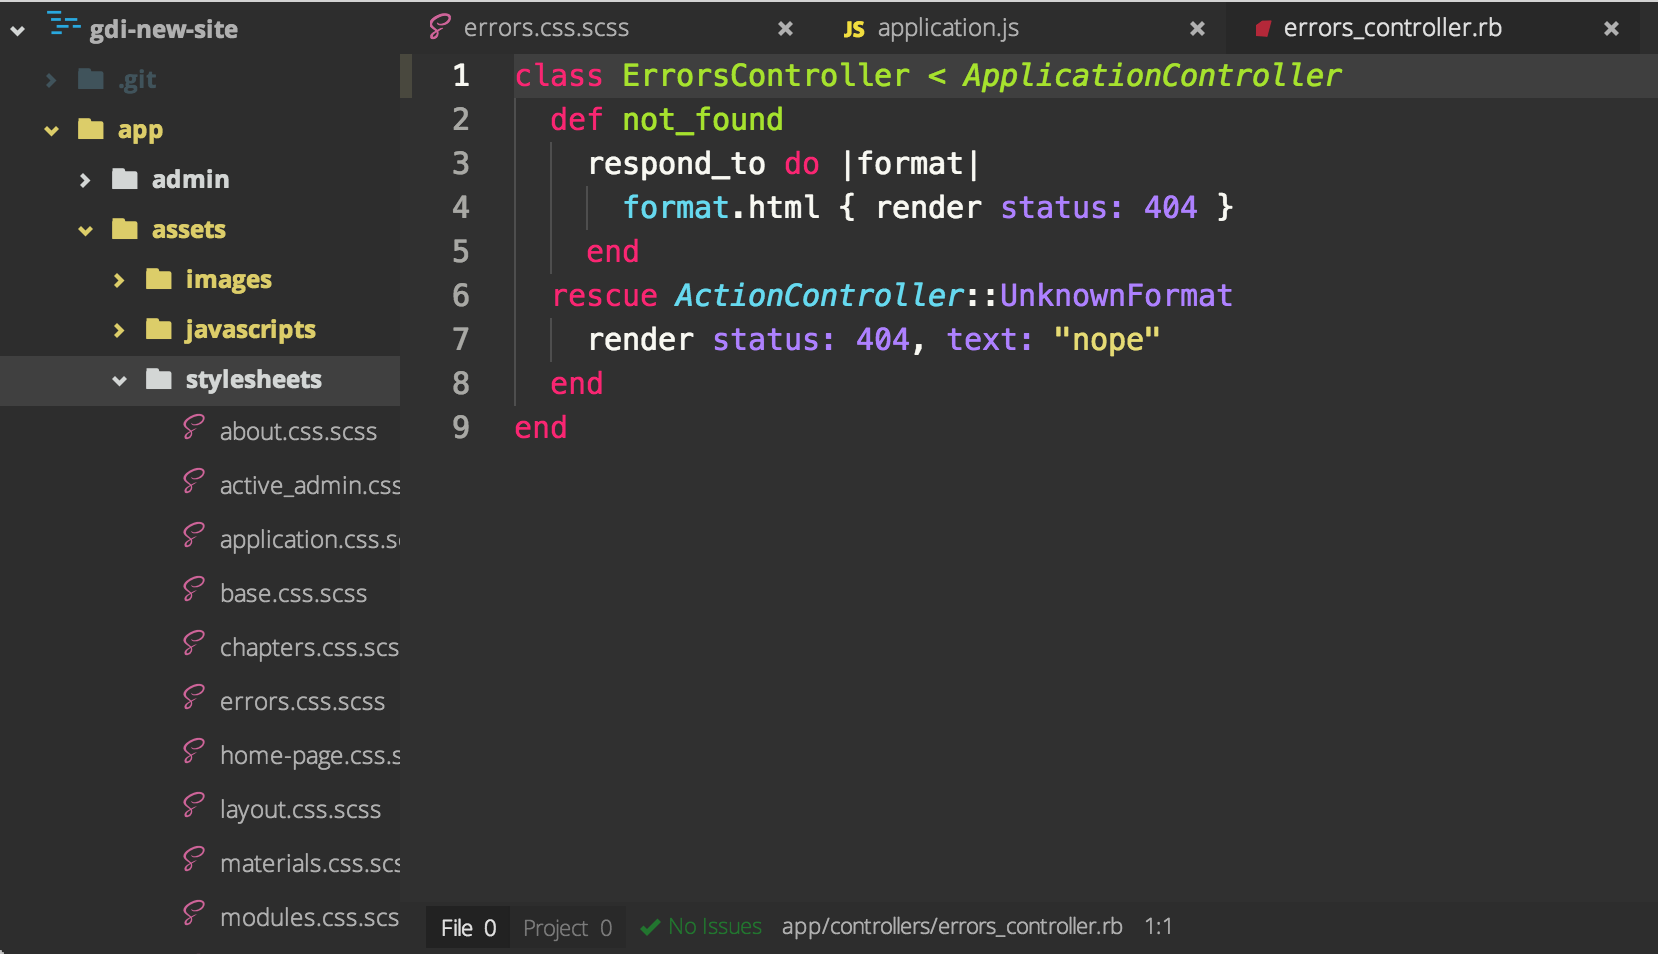 gdi-new-site
.git
app
admin
assets
images
javascripts
stylesheets
about.css.scss
active_admin.css
application.css.s
base.css.scss
chapters.css.scs
errors.css.scss
home-page.css.s
layout.css.scss
materials.css.scs
modules.css.scs
errors.css.scss
JS application.js
errors_controller.rb
1 class ErrorsController < ApplicationController
2 def not_found
3 respond_to do |format|
4 format.html { render status: 404 }
5 end
6 rescue ActionController::UnknownFormat
7 render status: 404, text: "nope"
8 end
9 end
File 0 Project 0 No Issues app/controllers/errors_controller.rb 1:1